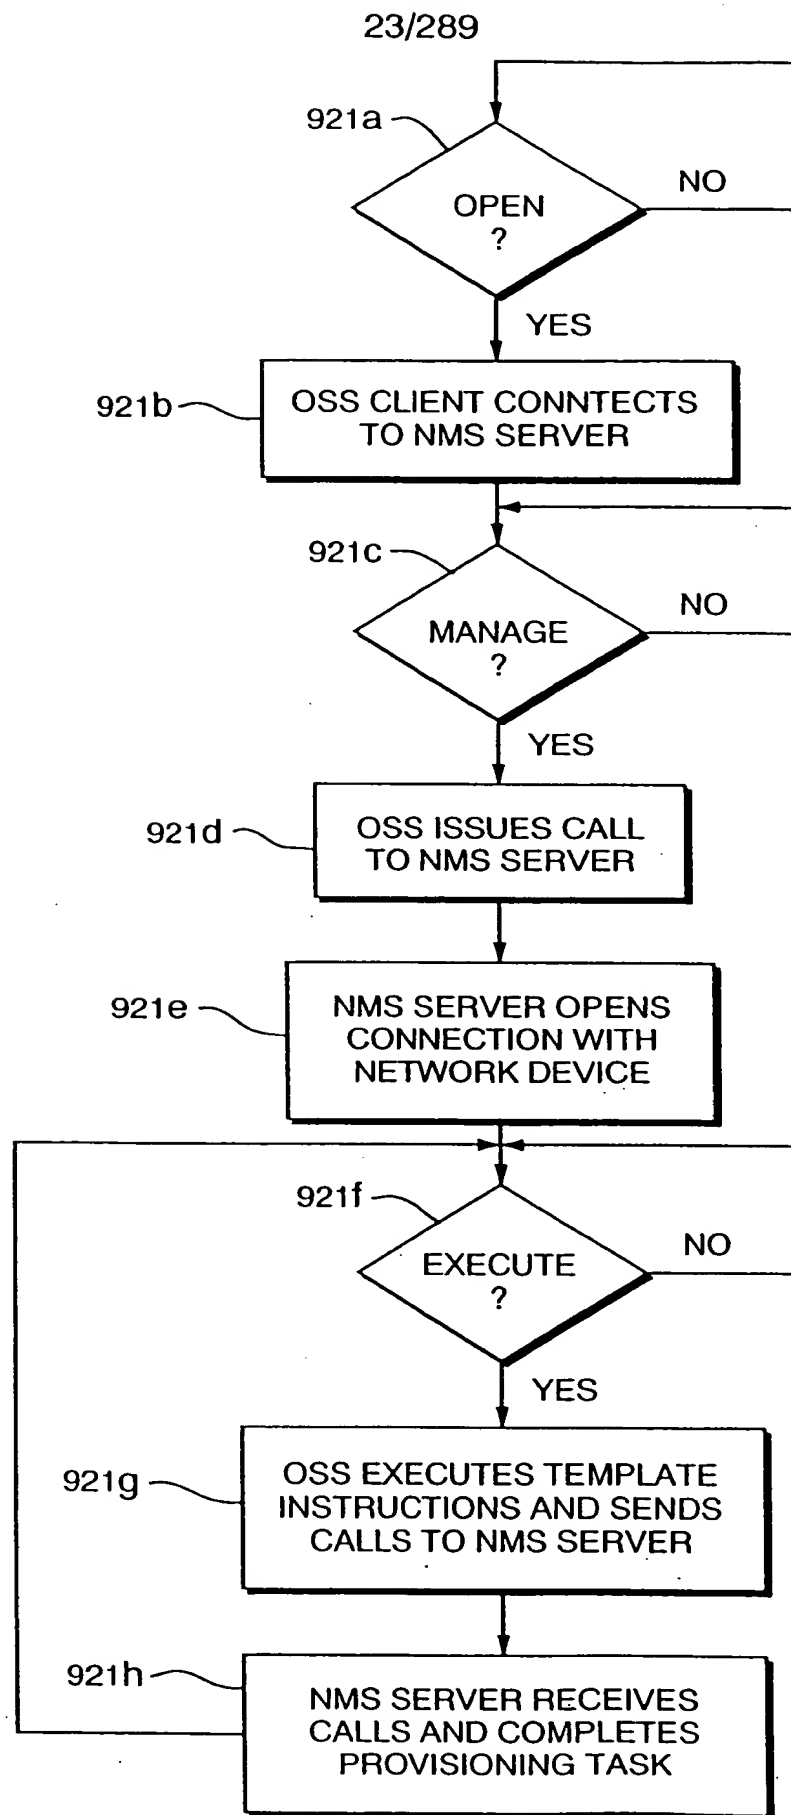 23/289
921a
OPEN
?
NO
YES
921b
OSS CLIENT CONNTECTS
TO NMS SERVER
921c
MANAGE
?
NO
YES
921d
OSS ISSUES CALL
TO NMS SERVER
921e
NMS SERVER OPENS
CONNECTION WITH
NETWORK DEVICE
921f
EXECUTE
?
NO
YES
921g
OSS EXECUTES TEMPLATE
INSTRUCTIONS AND SENDS
CALLS TO NMS SERVER
921h
NMS SERVER RECEIVES
CALLS AND COMPLETES
PROVISIONING TASK